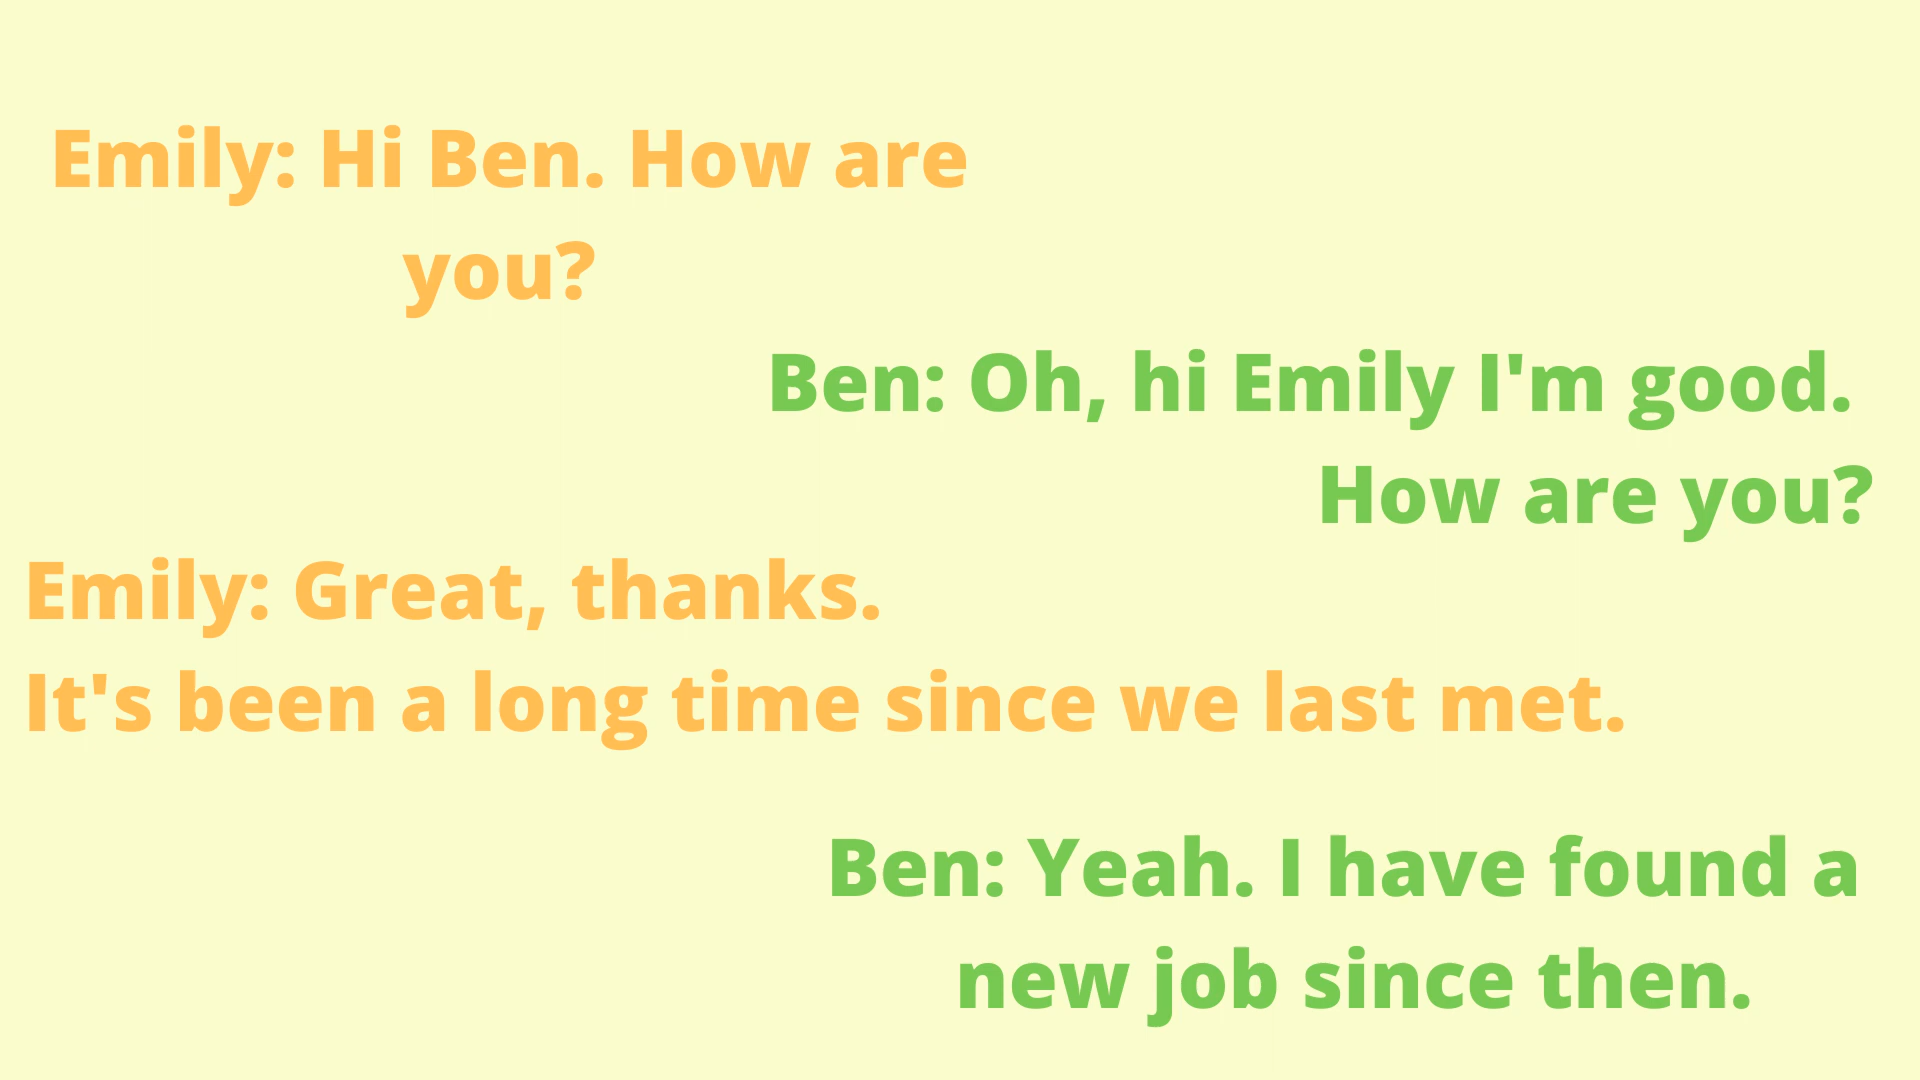 Emily: Hi Ben. How are
you?
Ben: Oh, hi Emily I'm good.
How are you?
Emily: Great, thanks.
It's been a long time since we last met.
Ben: Yeah. I have found a
new job since then.